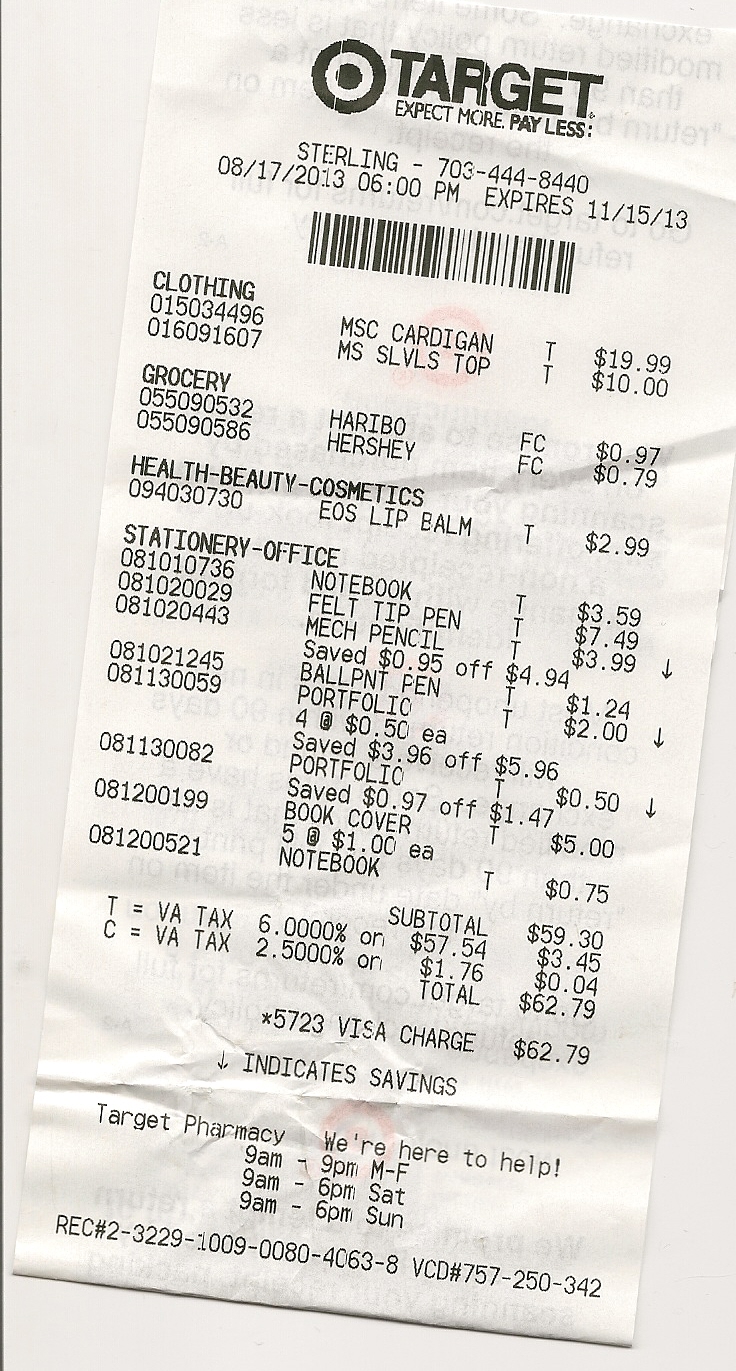 TARGET
EXPECT MORE. PAY LESS.
STERLING - 703-444-8440
08/17/2013 06:00 PM EXPIRES 11/15/13
CLOTHING
015034496 MSC CARDIGAN T $19.99
016091607 MS SLVLS TOP T $10.00
GROCERY
055090532 HARIBO FC $0.97
055090586 HERSHEY FC $0.79
HEALTH-BEAUTY-COSMETICS
094030730 EOS LIP BALM T $2.99
STATIONERY-OFFICE
081010736 NOTEBOOK T $3.59
081020029 FELT TIP PEN T $7.49
081020443 MECH PENCIL T $3.99 ↓
Saved $0.95 off $4.94
081021245 BALLPNT PEN T $1.24
081130059 PORTFOLIO T $2.00 ↓
4 @ $0.50 ea
Saved $3.96 off $5.96
081130082 PORTFOLIO T $0.50 ↓
Saved $0.97 off $1.47
081200199 BOOK COVER T $5.00
5 @ $1.00 ea
081200521 NOTEBOOK T $0.75
SUBTOTAL $59.30
T = VA TAX 6.0000% on $57.54 $3.45
C = VA TAX 2.5000% on $1.76 $0.04
TOTAL $62.79
*5723 VISA CHARGE $62.79
↓ INDICATES SAVINGS
Target Pharmacy We're here to help!
9am - 9pm M-F
9am - 6pm Sat
9am - 6pm Sun
REC#2-3229-1009-0080-4063-8 VCD#757-250-342